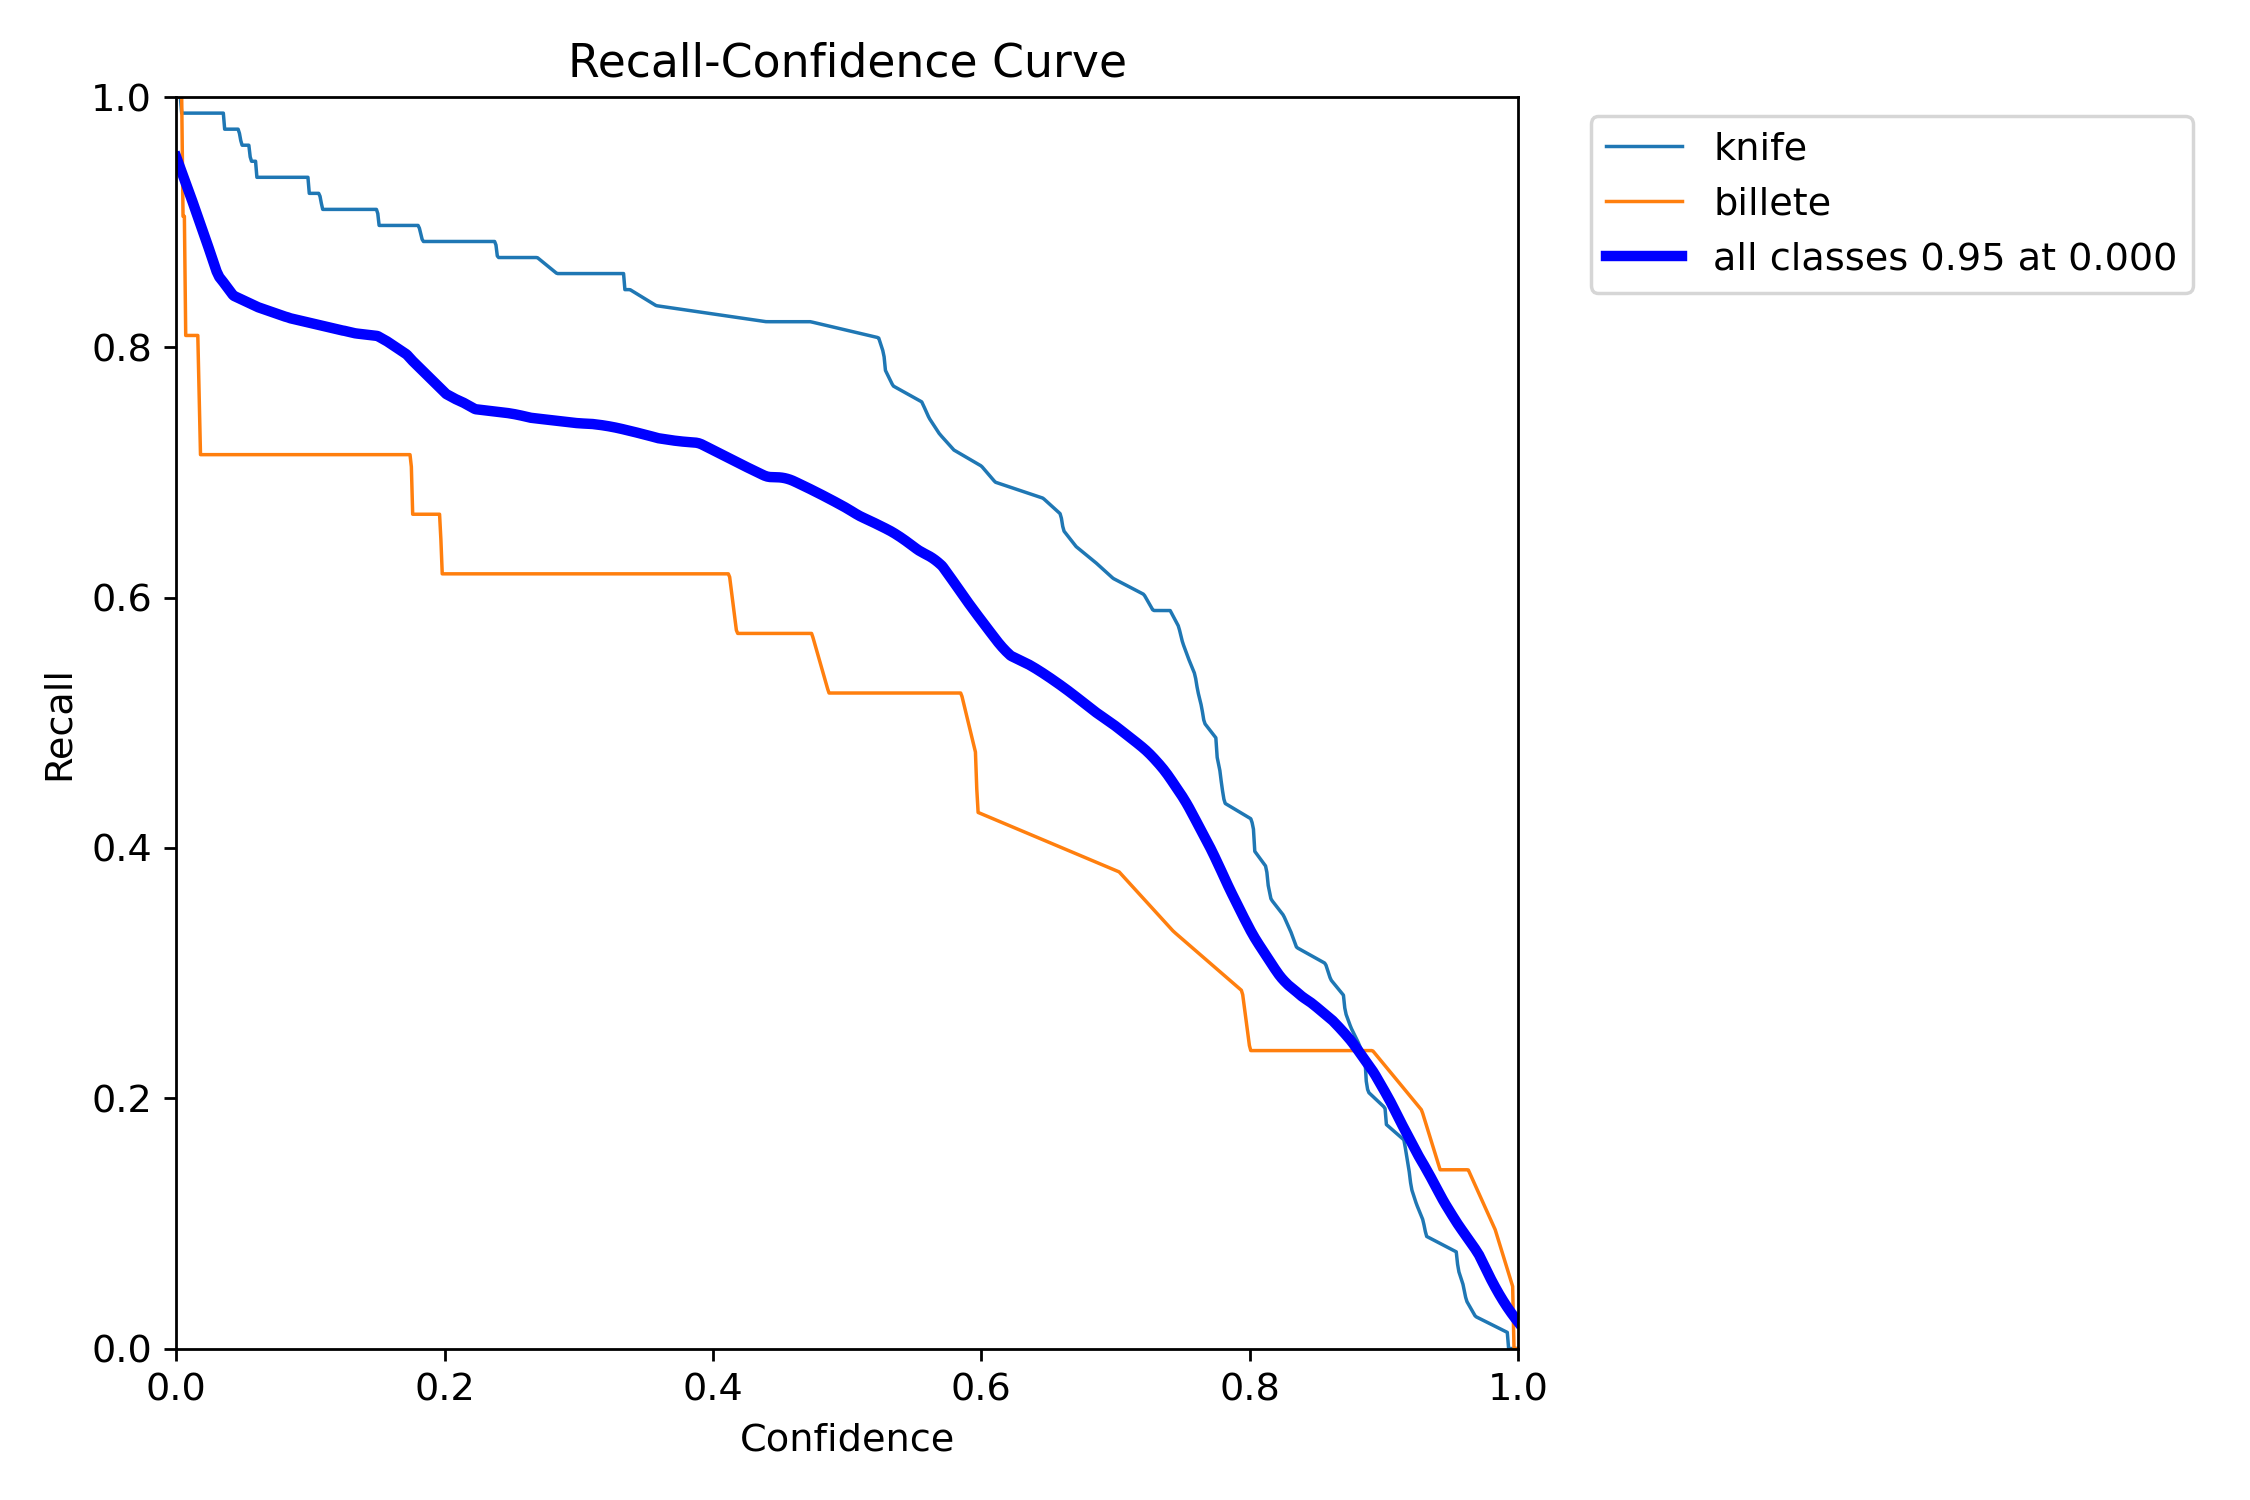 Recall-Confidence Curve
knife
billete
all classes 0.95 at 0.000
1.0
0.8
0.6
0.4
0.2
0.0
Recall
0.0 0.2 0.4 0.6 0.8 1.0
Confidence